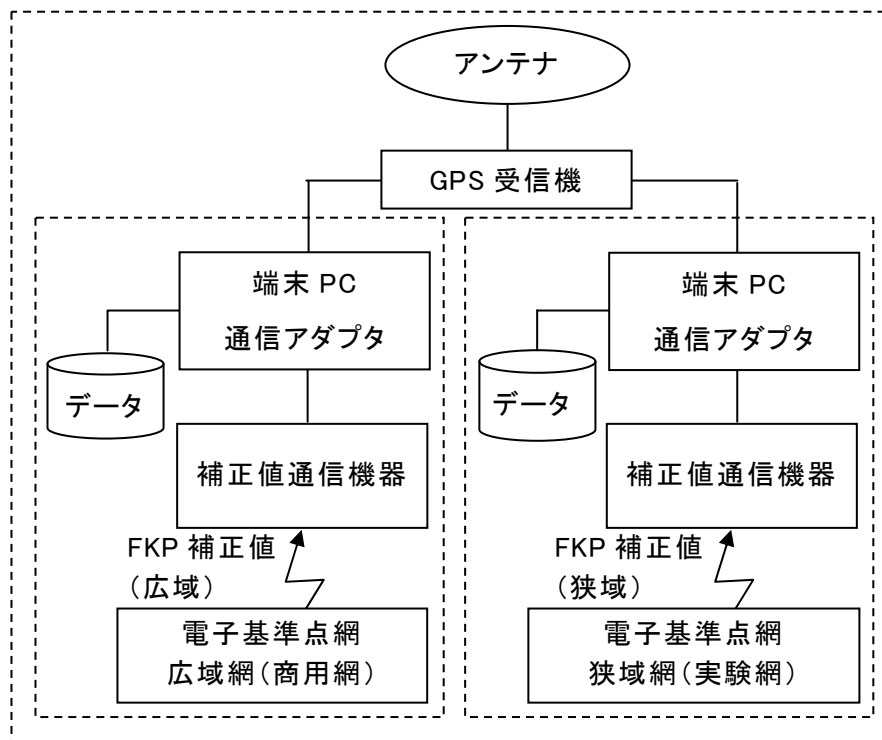 アンテナ
GPS 受信機
端末 PC
通信アダプタ
データ
補正値通信機器
FKP 補正値
（広域）
電子基準点網
広域網（商用網）
端末 PC
通信アダプタ
データ
補正値通信機器
FKP 補正値
（狭域）
電子基準点網
狭域網（実験網）